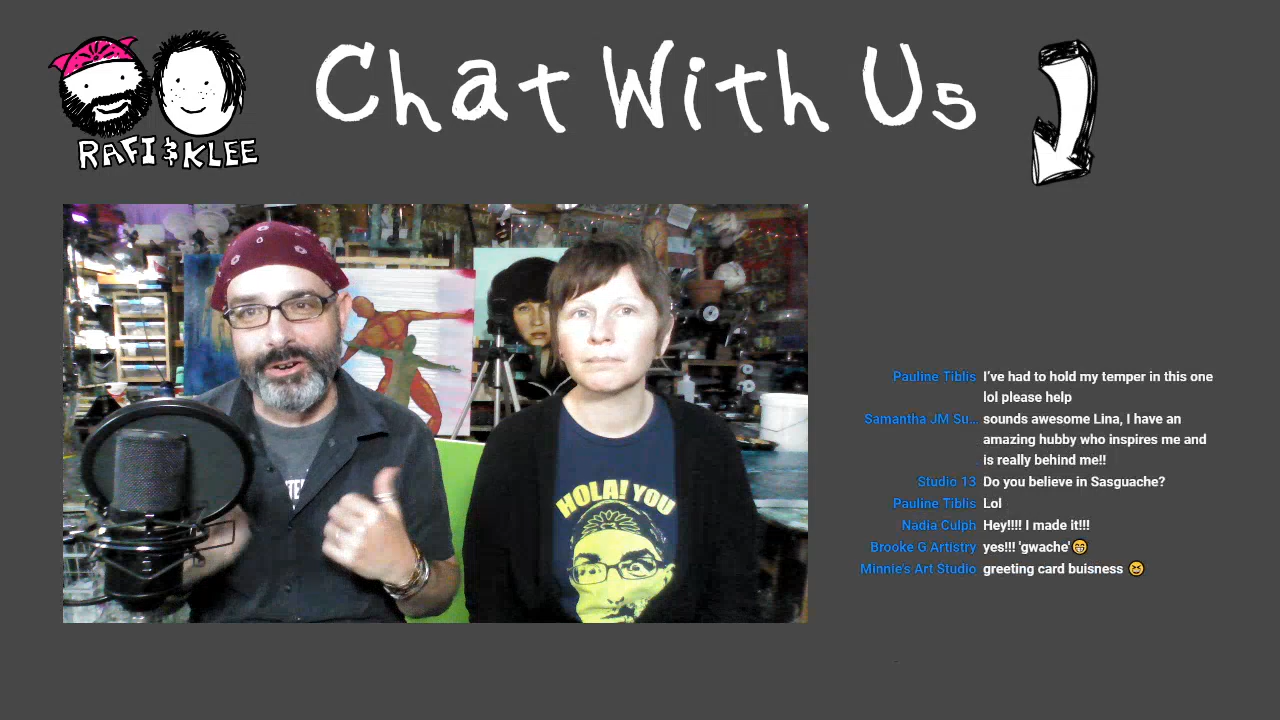 Chat With Us
RAFI & KLEE
HOLA! YOU
Pauline Tiblis I've had to hold my temper in this one
lol please help
Samantha JM Su... sounds awesome Lina, I have an
amazing hubby who inspires me and
is really behind me!!
Studio 13 Do you believe in Sasguache?
Pauline Tiblis Lol
Nadia Culph Hey!!!! I made it!!!
Brooke G Artistry yes!!! 'gwache'😁
Minnie's Art Studio greeting card buisness 😆